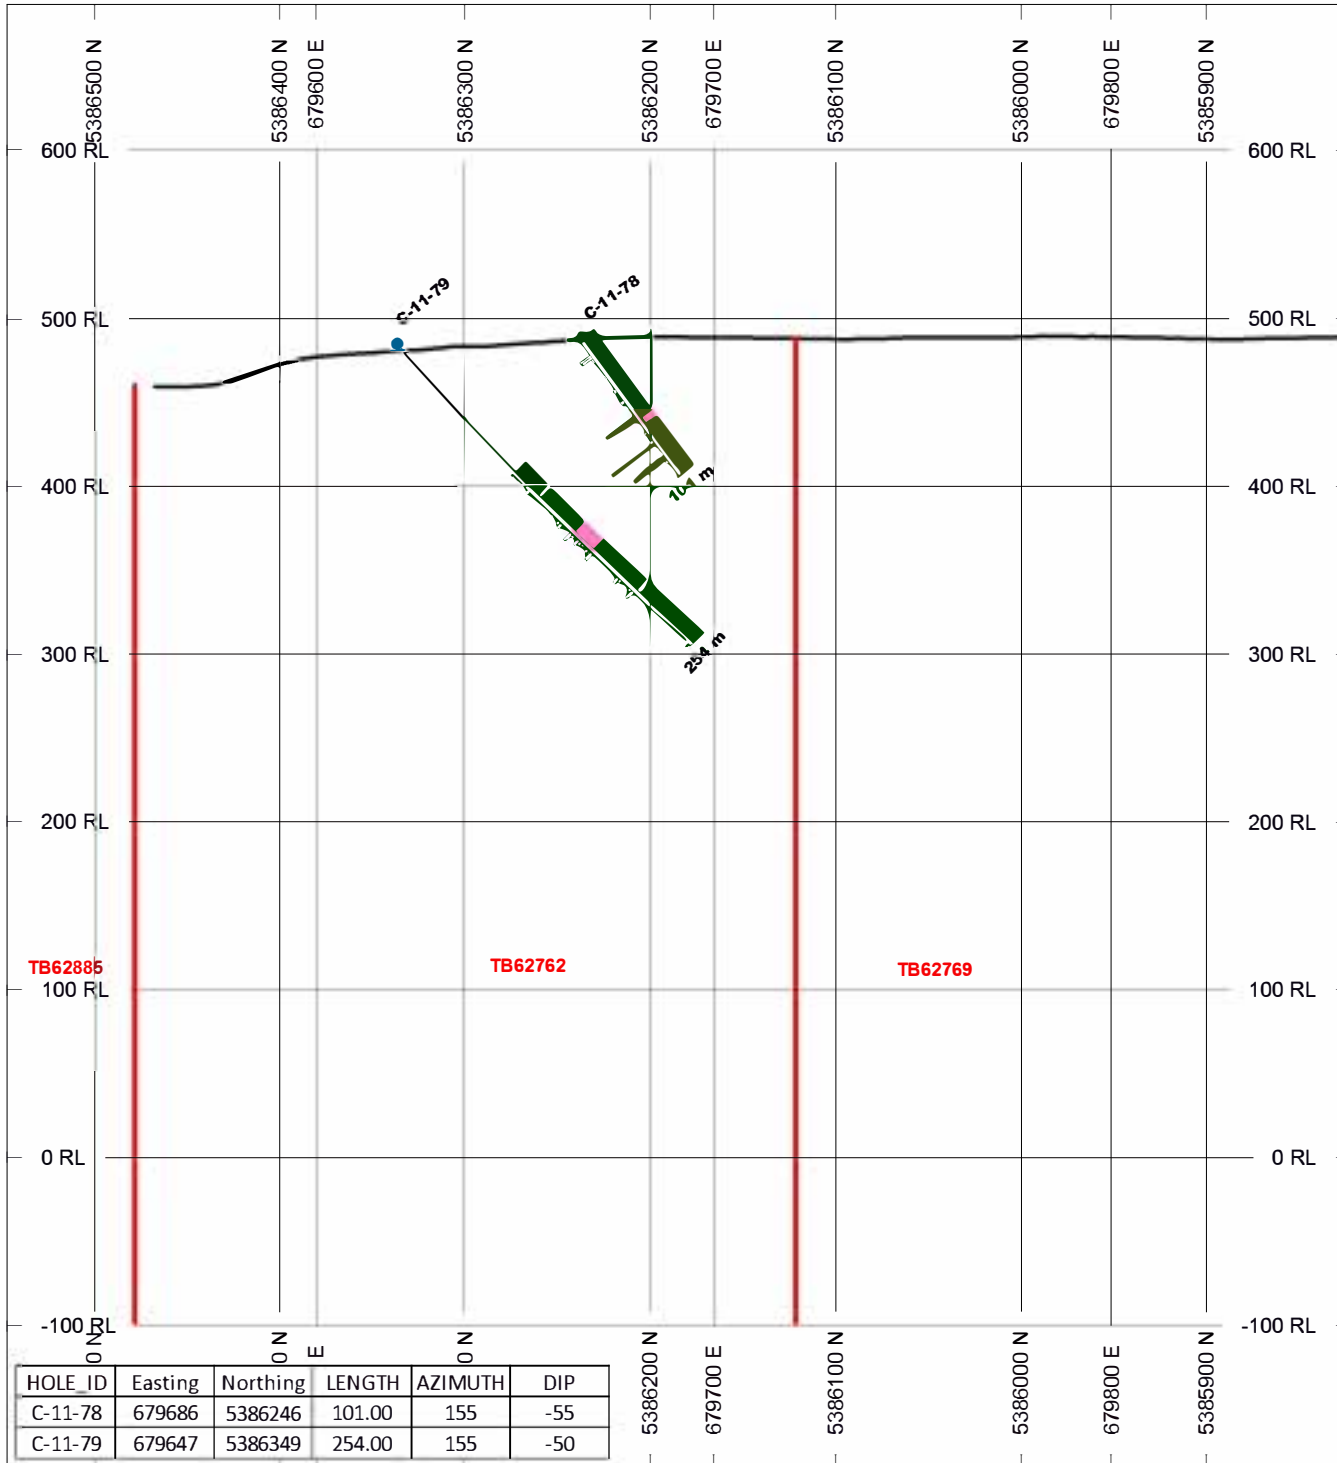 5386500 N
5386400 N
679600 E
5386300 N
5386200 N
679700 E
5386100 N
5386000 N
679800 E
5385900 N
600 RL 600 RL
C-11-79 C-11-78
500 RL 500 RL
400 RL 400 RL
101 m
300 RL 300 RL
254 m
200 RL 200 RL
TB62885 TB62762 TB62769
100 RL 100 RL
0 RL 0 RL
-100 RL -100 RL
0 N
0 N
E
0 N
5386200 N
679700 E
5386100 N
5386000 N
679800 E
5385900 N
HOLE_ID Easting Northing LENGTH AZIMUTH DIP
C-11-78 679686 5386246 101.00 155 -55
C-11-79 679647 5386349 254.00 155 -50